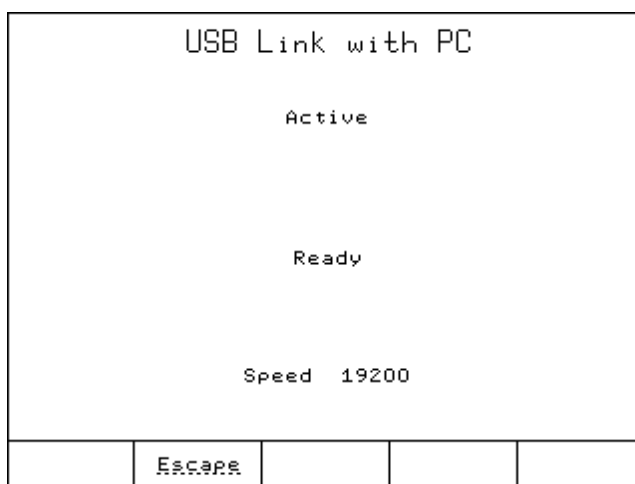 USB Link with PC
Active
Ready
Speed 19200
Escape